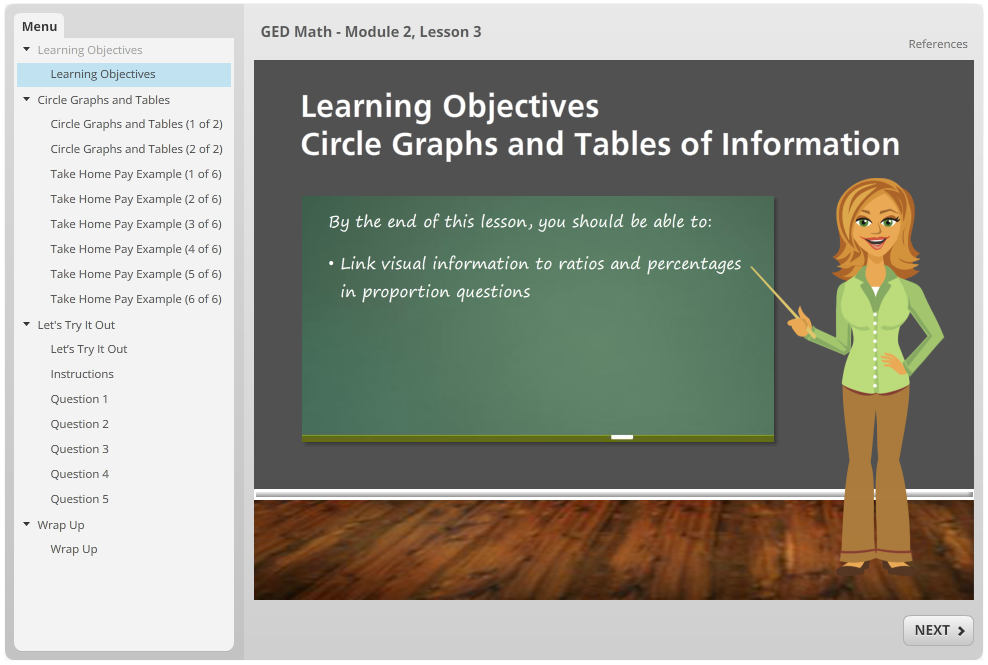 Menu
Learning Objectives
Learning Objectives
Circle Graphs and Tables
Circle Graphs and Tables (1 of 2)
Circle Graphs and Tables (2 of 2)
Take Home Pay Example (1 of 6)
Take Home Pay Example (2 of 6)
Take Home Pay Example (3 of 6)
Take Home Pay Example (4 of 6)
Take Home Pay Example (5 of 6)
Take Home Pay Example (6 of 6)
Let's Try It Out
Let's Try It Out
Instructions
Question 1
Question 2
Question 3
Question 4
Question 5
Wrap Up
Wrap Up
GED Math - Module 2, Lesson 3
References
Learning Objectives
Circle Graphs and Tables of Information
By the end of this lesson, you should be able to:
• Link visual information to ratios and percentages
in proportion questions
NEXT